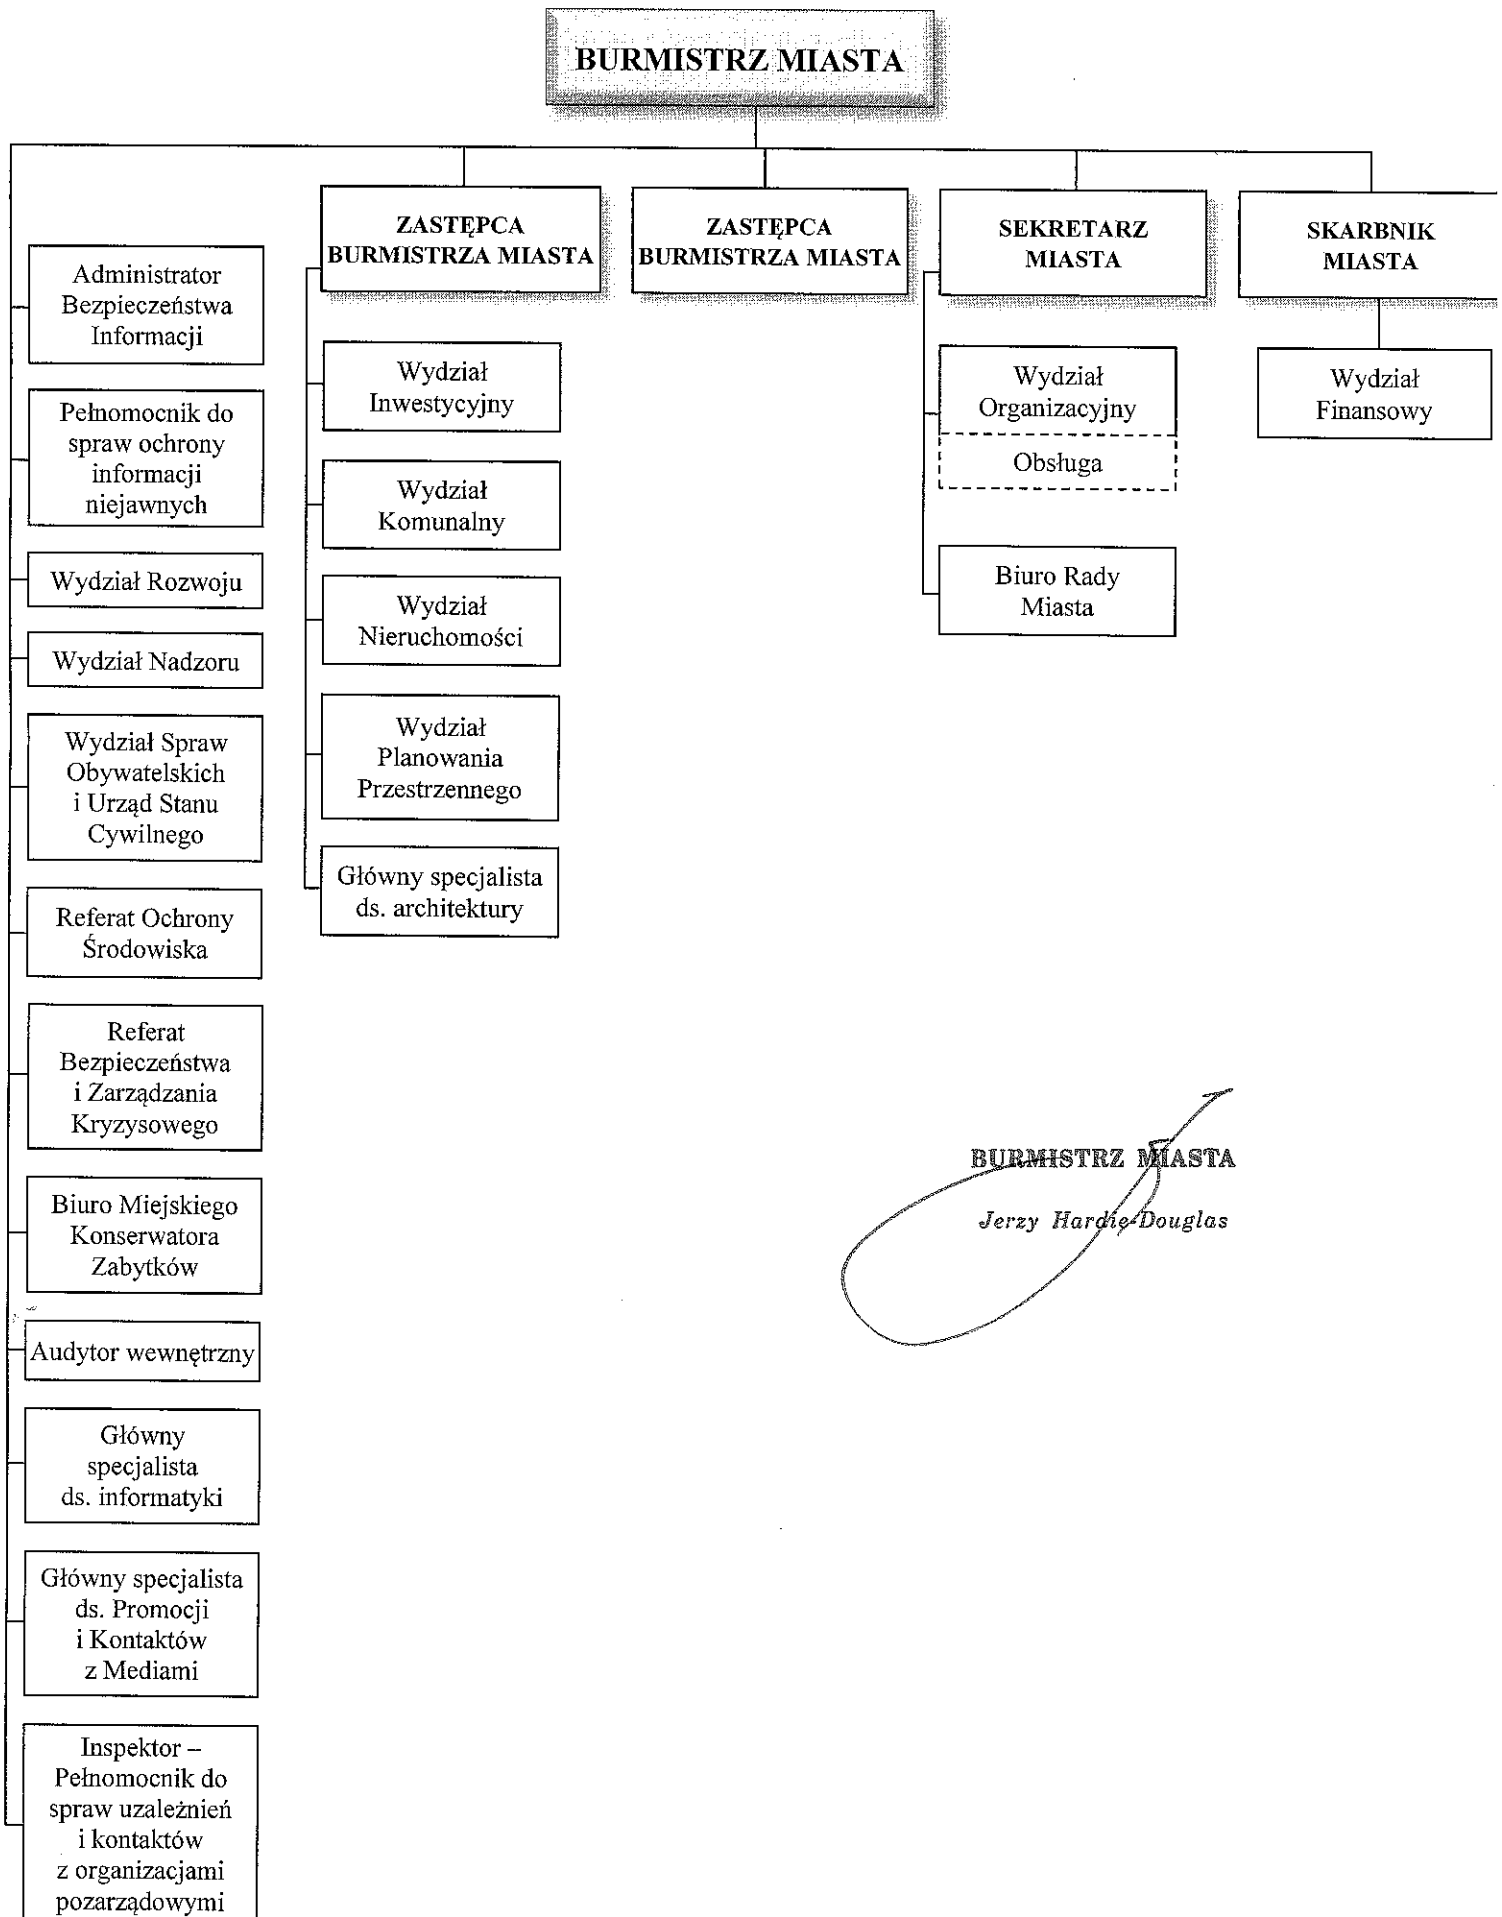 BURMISTRZ MIASTA
ZASTĘPCA
BURMISTRZA MIASTA
ZASTĘPCA
BURMISTRZA MIASTA
SEKRETARZ
MIASTA
SKARBNIK
MIASTA
Administrator
Bezpieczeństwa
Informacji
Pełnomocnik do
spraw ochrony
informacji
niejawnych
Wydział Rozwoju
Wydział Nadzoru
Wydział Spraw
Obywatelskich
i Urząd Stanu
Cywilnego
Referat Ochrony
Środowiska
Referat
Bezpieczeństwa
i Zarządzania
Kryzysowego
Biuro Miejskiego
Konserwatora
Zabytków
Audytor wewnętrzny
Główny
specjalista
ds. informatyki
Główny specjalista
ds. Promocji
i Kontaktów
z Mediami
Inspektor –
Pełnomocnik do
spraw uzależnień
i kontaktów
z organizacjami
pozarządowymi
Wydział
Inwestycyjny
Wydział
Komunalny
Wydział
Nieruchomości
Wydział
Planowania
Przestrzennego
Główny specjalista
ds. architektury
Wydział
Organizacyjny
Obsługa
Biuro Rady
Miasta
Wydział
Finansowy
BURMISTRZ MIASTA
Jerzy Hardie-Douglas